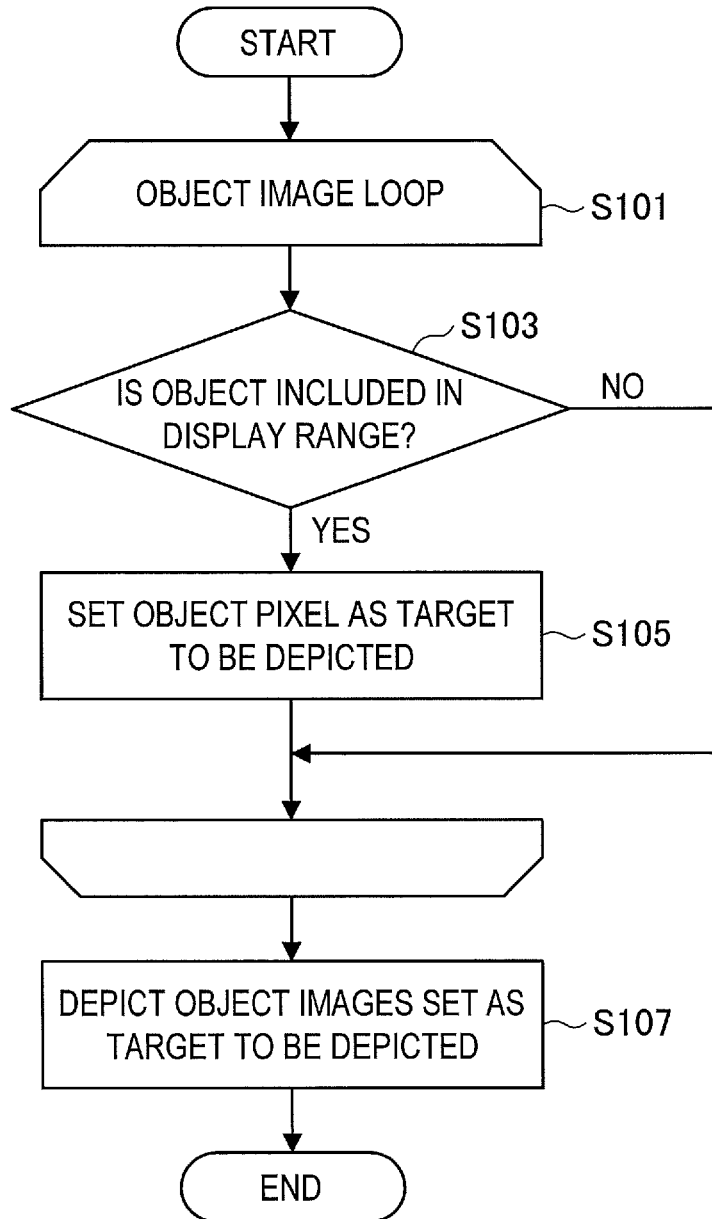 START
OBJECT IMAGE LOOP
S101
S103
IS OBJECT INCLUDED IN
DISPLAY RANGE?
NO
YES
SET OBJECT PIXEL AS TARGET
TO BE DEPICTED
S105
DEPICT OBJECT IMAGES SET AS
TARGET TO BE DEPICTED
S107
END